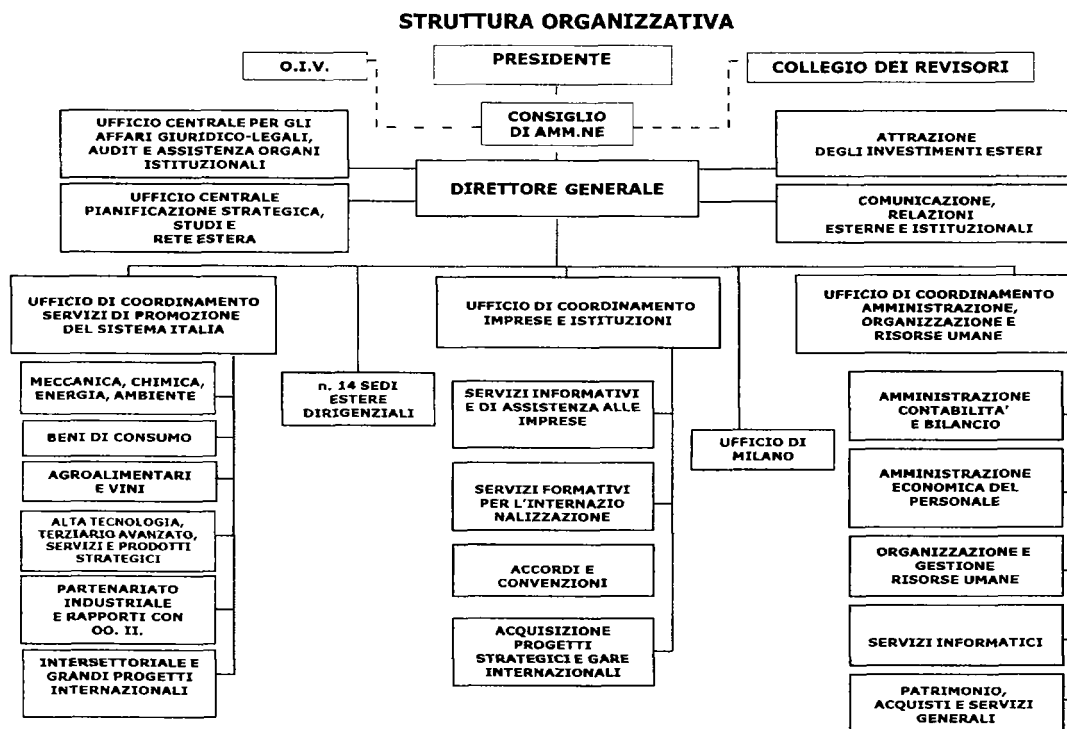 STRUTTURA ORGANIZZATIVA
O.I.V.
PRESIDENTE
COLLEGIO DEI REVISORI
CONSIGLIO
DI AMM.NE
UFFICIO CENTRALE PER GLI
AFFARI GIURIDICO-LEGALI,
AUDIT E ASSISTENZA ORGANI
ISTITUZIONALI
ATTRAZIONE
DEGLI INVESTIMENTI ESTERI
DIRETTORE GENERALE
UFFICIO CENTRALE
PIANIFICAZIONE STRATEGICA,
STUDI E
RETE ESTERA
COMUNICAZIONE,
RELAZIONI
ESTERNE E ISTITUZIONALI
UFFICIO DI COORDINAMENTO
SERVIZI DI PROMOZIONE
DEL SISTEMA ITALIA
MECCANICA, CHIMICA,
ENERGIA, AMBIENTE
BENI DI CONSUMO
AGROALIMENTARI
E VINI
ALTA TECNOLOGIA,
TERZIARIO AVANZATO,
SERVIZI E PRODOTTI
STRATEGICI
PARTENARIATO
INDUSTRIALE
E RAPPORTI CON
OO. II.
INTERSETTORIALE E
GRANDI PROGETTI
INTERNAZIONALI
n. 14 SEDI
ESTERE
DIRIGENZIALI
UFFICIO DI COORDINAMENTO
IMPRESE E ISTITUZIONI
SERVIZI INFORMATIVI
E DI ASSISTENZA ALLE
IMPRESE
SERVIZI FORMATIVI
PER L'INTERNAZIO
NALIZZAZIONE
ACCORDI E
CONVENZIONI
ACQUISIZIONE
PROGETTI
STRATEGICI E GARE
INTERNAZIONALI
UFFICIO DI
MILANO
UFFICIO DI COORDINAMENTO
AMMINISTRAZIONE,
ORGANIZZAZIONE E
RISORSE UMANE
AMMINISTRAZIONE
CONTABILITA'
E BILANCIO
AMMINISTRAZIONE
ECONOMICA DEL
PERSONALE
ORGANIZZAZIONE E
GESTIONE
RISORSE UMANE
SERVIZI INFORMATICI
PATRIMONIO,
ACQUISTI E SERVIZI
GENERALI